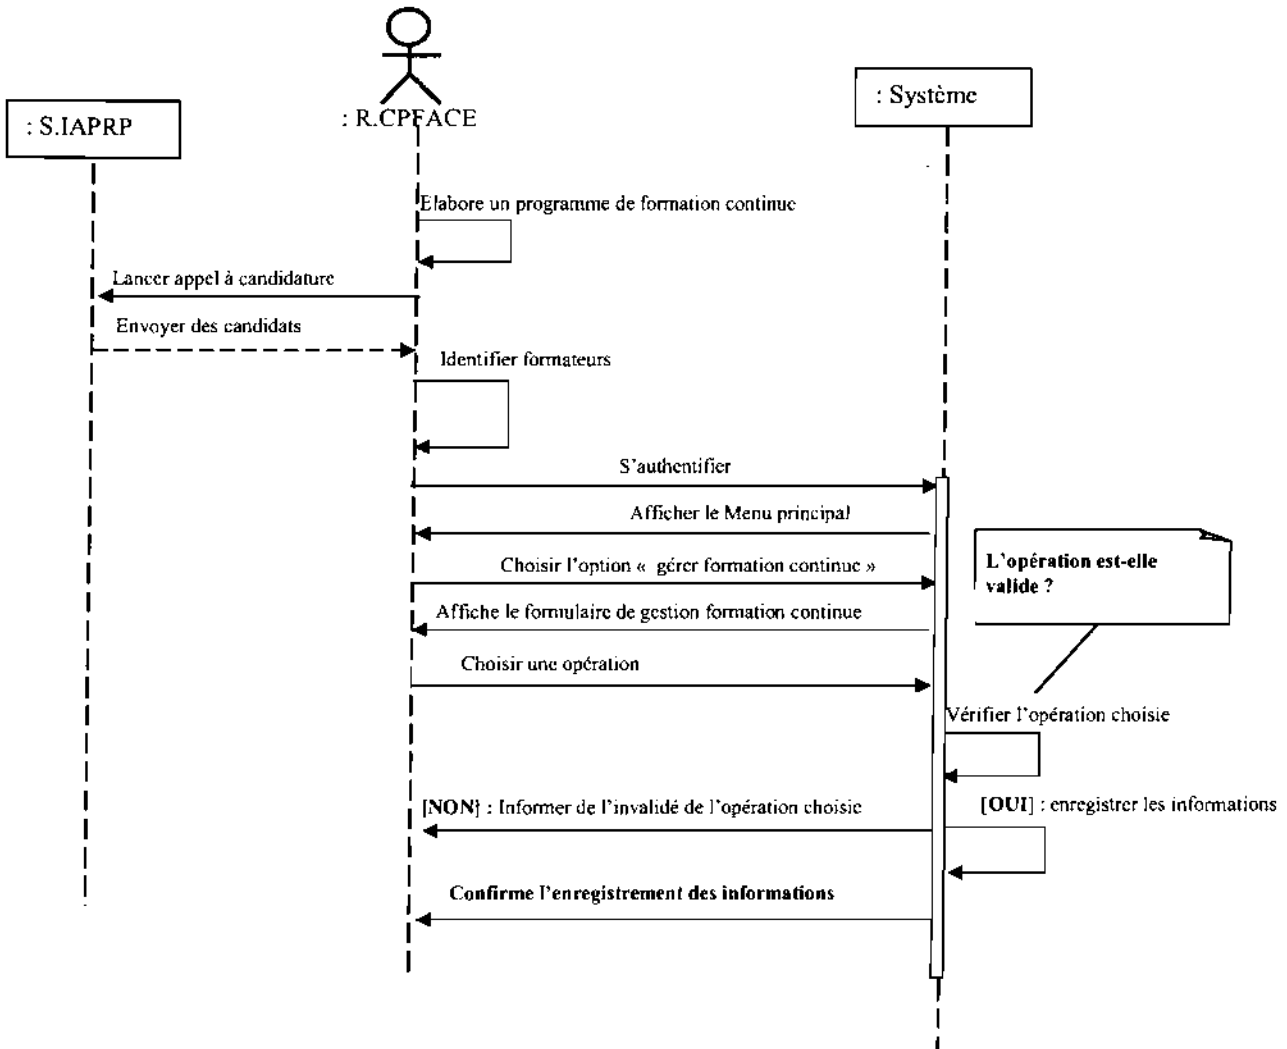 : S.IAPRP
: R.CPFACE
: Système
Elabore un programme de formation continue
Lancer appel à candidature
Envoyer des candidats
Identifier formateurs
S'authentifier
Afficher le Menu principal
Choisir l'option « gérer formation continue »
L'opération est-elle
valide ?
Affiche le formulaire de gestion formation continue
Choisir une opération
Vérifier l'opération choisie
[NON] : Informer de l'invalidé de l'opération choisie
[OUI] : enregistrer les informations
Confirme l'enregistrement des informations